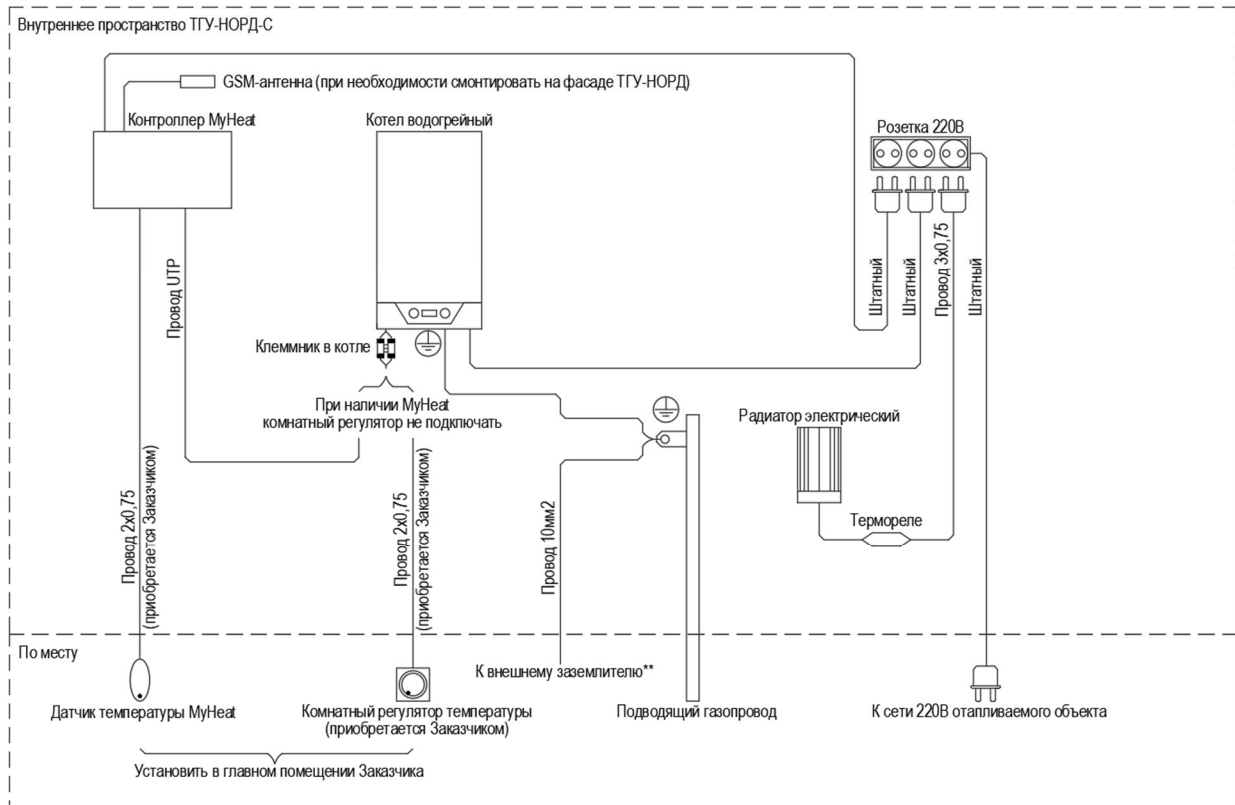 Внутреннее пространство ТГУ-НОРД-С
GSM-антенна (при необходимости смонтировать на фасаде ТГУ-НОРД)
Контроллер MyHeat
Котел водогрейный
Розетка 220В
Провод UTP
Штатный
Штатный
Провод 3х0,75
Штатный
Клеммник в котле
При наличии MyHeat
комнатный регулятор не подключать
Радиатор электрический
Термореле
Провод 2х0,75
(приобретается Заказчиком)
Провод 2х0,75
(приобретается Заказчиком)
Провод 10мм2
По месту
Датчик температуры MyHeat
Комнатный регулятор температуры
(приобретается Заказчиком)
К внешнему заземлителю**
Подводящий газопровод
К сети 220В отапливаемого объекта
Установить в главном помещении Заказчика